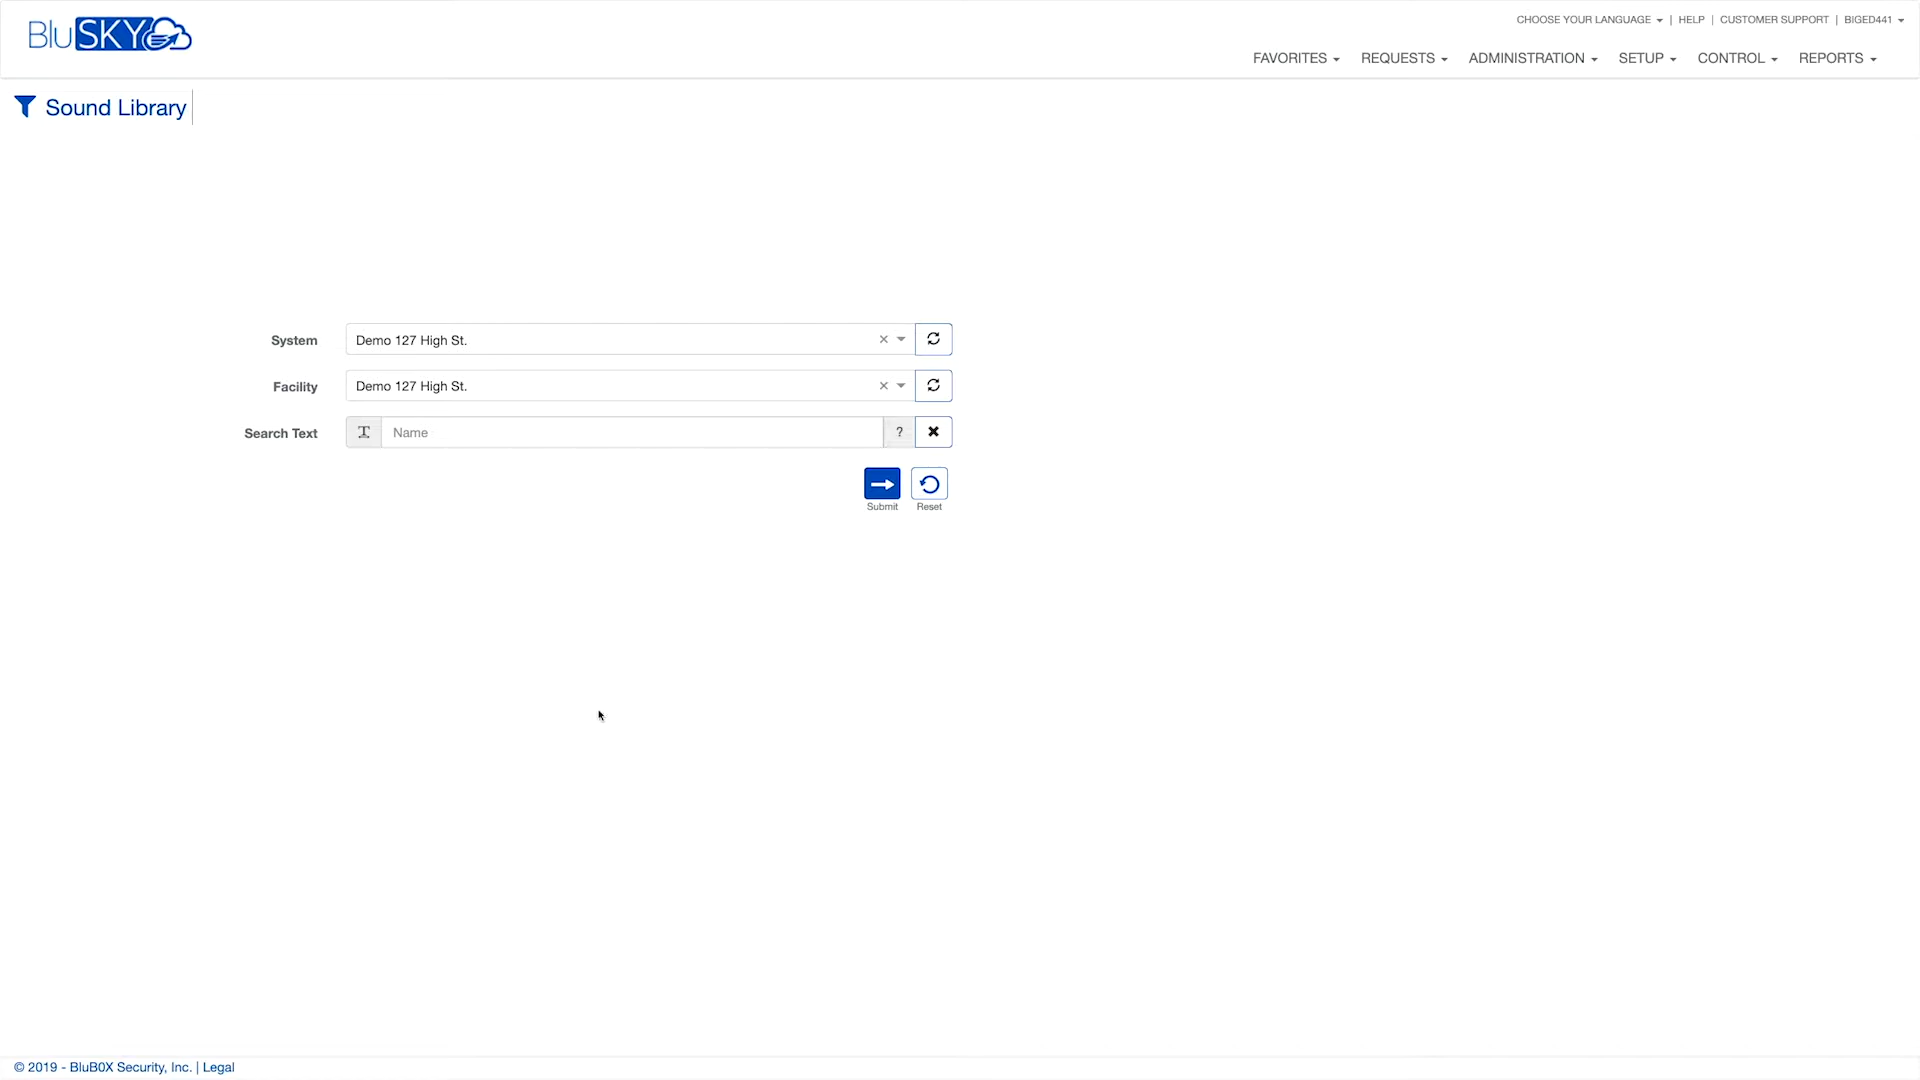 BluSKY
CHOOSE YOUR LANGUAGE | HELP | CUSTOMER SUPPORT | BIGED441
FAVORITES REQUESTS ADMINISTRATION SETUP CONTROL REPORTS
Sound Library
System Demo 127 High St.
Facility Demo 127 High St.
Search Text Name ?
Submit Reset
© 2019 - BluB0X Security, Inc. | Legal